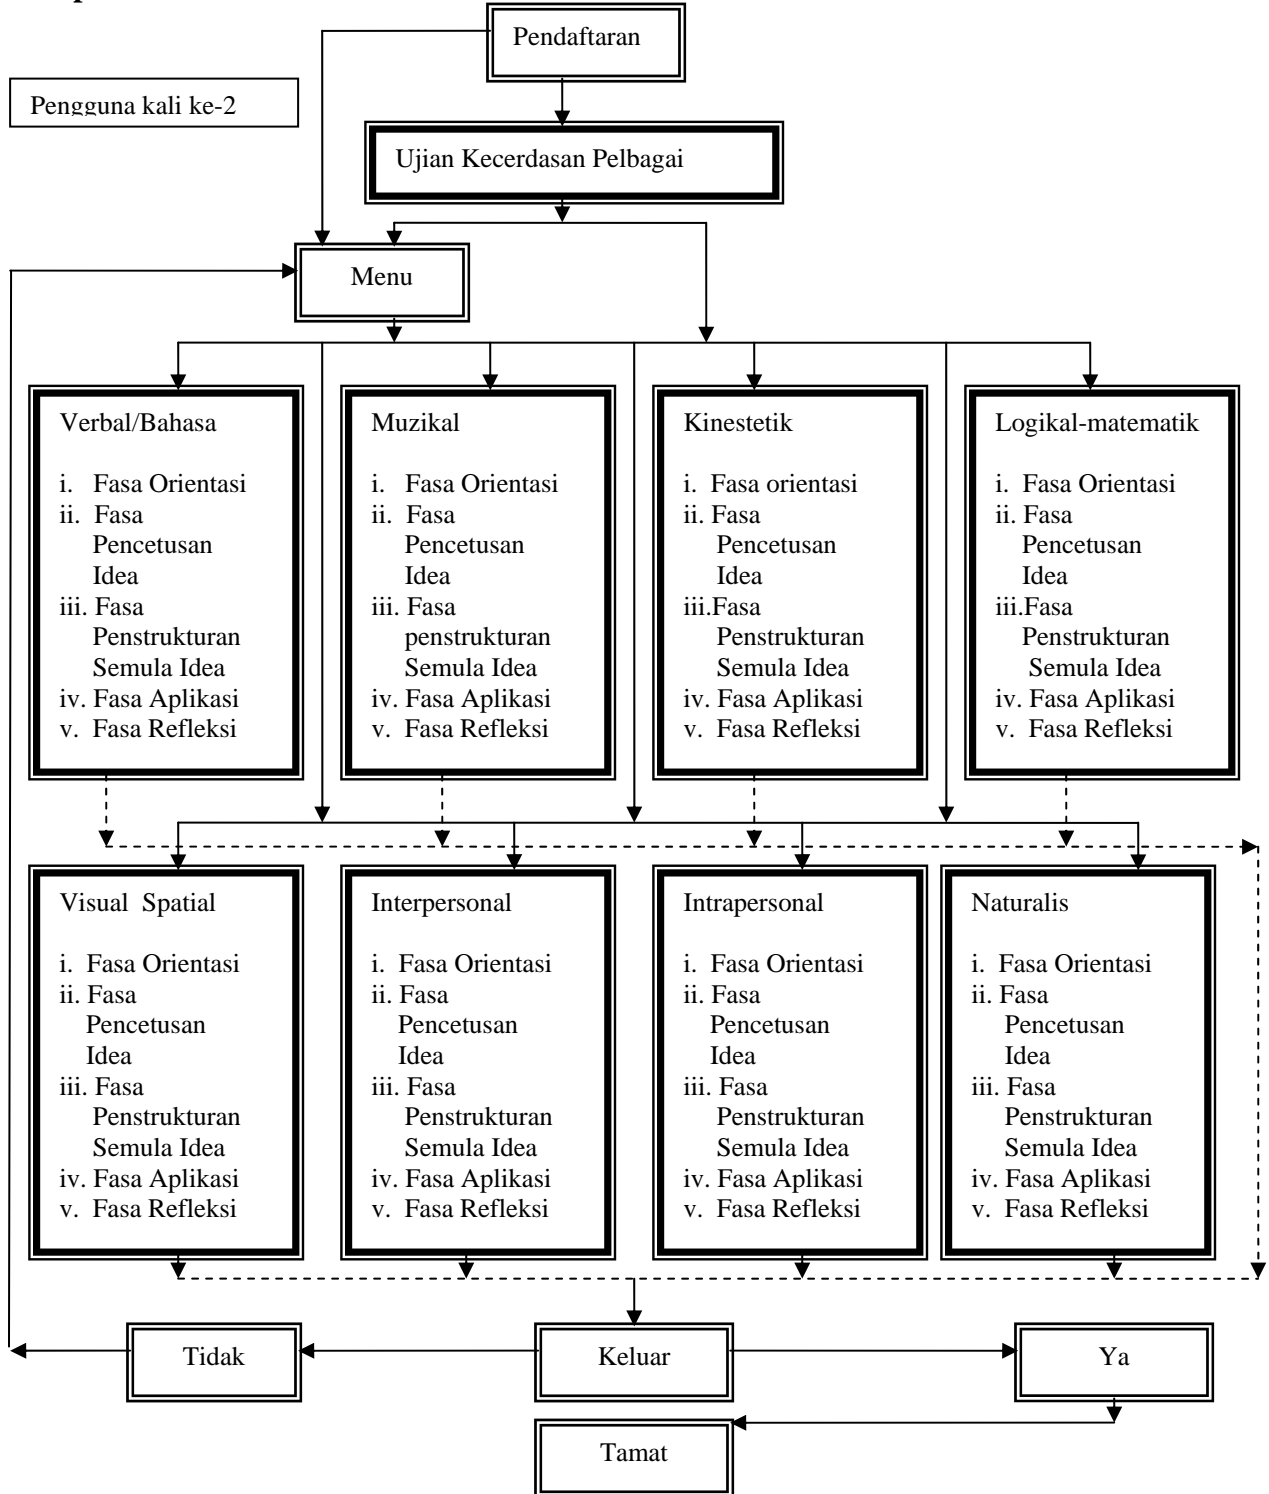 Pendaftaran
Pengguna kali ke-2
Ujian Kecerdasan Pelbagai
Menu
Verbal/Bahasa
i. Fasa Orientasi
ii. Fasa
Pencetusan
Idea
iii. Fasa
Penstrukturan
Semula Idea
iv. Fasa Aplikasi
v. Fasa Refleksi
Muzikal
i. Fasa Orientasi
ii. Fasa
Pencetusan
Idea
iii. Fasa
penstrukturan
Semula Idea
iv. Fasa Aplikasi
v. Fasa Refleksi
Kinestetik
i. Fasa orientasi
ii. Fasa
Pencetusan
Idea
iii.Fasa
Penstrukturan
Semula Idea
iv. Fasa Aplikasi
v. Fasa Refleksi
Logikal-matematik
i. Fasa Orientasi
ii. Fasa
Pencetusan
Idea
iii.Fasa
Penstrukturan
Semula Idea
iv. Fasa Aplikasi
v. Fasa Refleksi
Visual Spatial
i. Fasa Orientasi
ii. Fasa
Pencetusan
Idea
iii. Fasa
Penstrukturan
Semula Idea
iv. Fasa Aplikasi
v. Fasa Refleksi
Interpersonal
i. Fasa Orientasi
ii. Fasa
Pencetusan
Idea
iii. Fasa
Penstrukturan
Semula Idea
iv. Fasa Aplikasi
v. Fasa Refleksi
Intrapersonal
i. Fasa Orientasi
ii. Fasa
Pencetusan
Idea
iii. Fasa
Penstrukturan
Semula Idea
iv. Fasa Aplikasi
v. Fasa Refleksi
Naturalis
i. Fasa Orientasi
ii. Fasa
Pencetusan
Idea
iii. Fasa
Penstrukturan
Semula Idea
iv. Fasa Aplikasi
v. Fasa Refleksi
Tidak
Keluar
Ya
Tamat